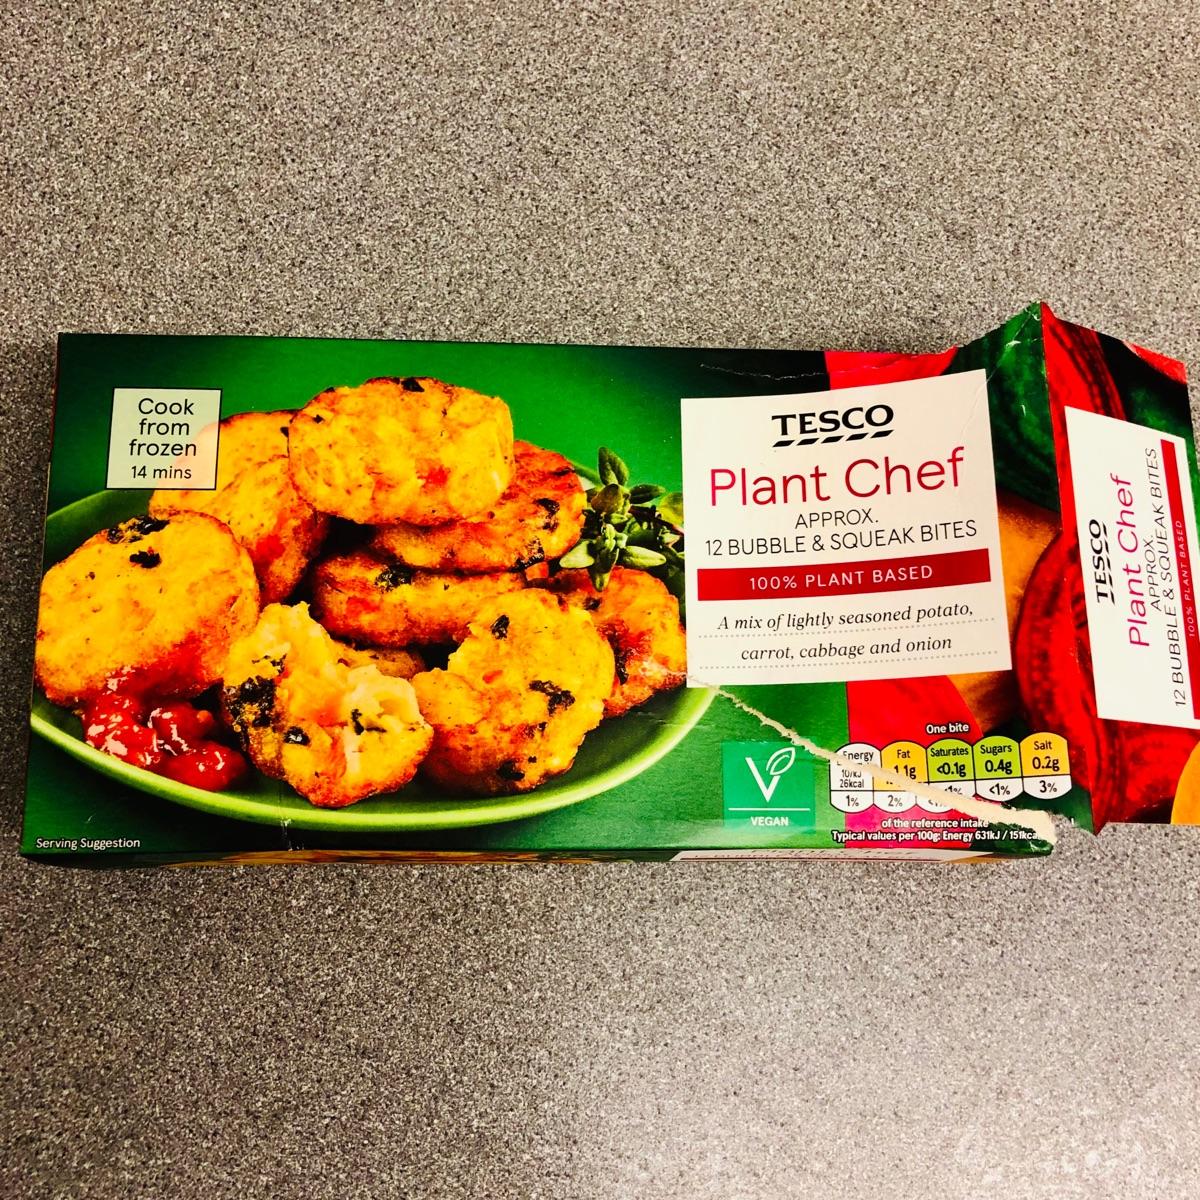 Cook
from
frozen
14 mins
TESCO
Plant Chef
APPROX.
12 BUBBLE & SQUEAK BITES
100% PLANT BASED
A mix of lightly seasoned potato,
carrot, cabbage and onion
One bite
Energy Fat Saturates Sugars Salt
26kcal 1.1g <0.1g 0.4g 0.2g
1% 2% <1% 3%
of the reference intake
Typical values per 100g: Energy 631kJ /
V
VEGAN
Serving Suggestion
TESCO
Plant Chef
APPROX.
12 BUBBLE & SQUEAK BITES
100% PLANT BASED